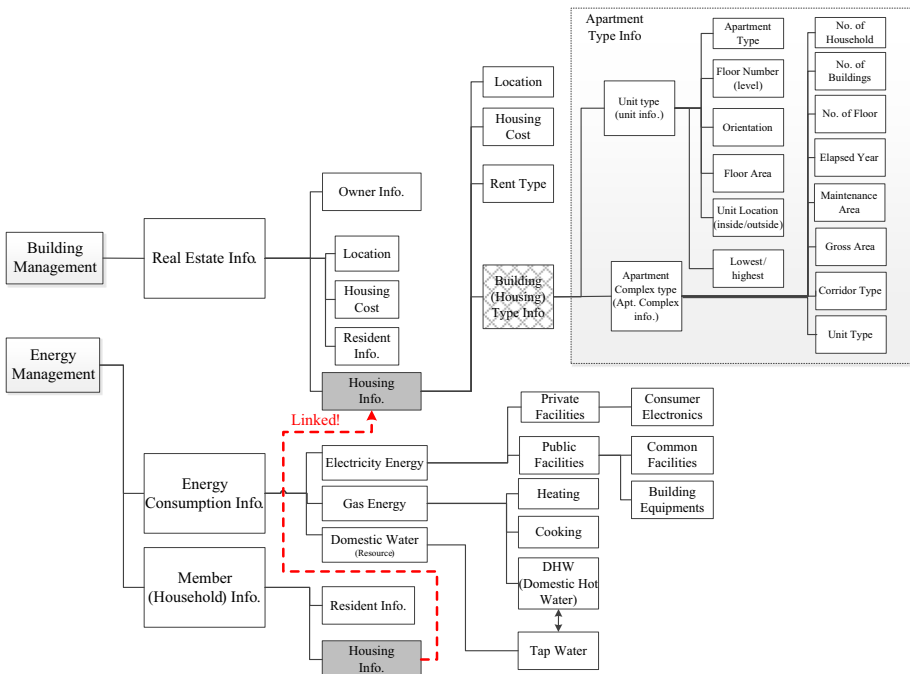 Building
Management
Real Estate Info.
Owner Info.
Location
Housing
Cost
Resident
Info.
Housing
Info.
Location
Housing
Cost
Rent Type
Building
(Housing)
Type Info
Apartment
Type Info
Unit type
(unit info.)
Apartment
Type
Floor Number
(level)
Orientation
Floor Area
Unit Location
(inside/outside)
Lowest/
highest
Apartment
Complex type
(Apt. Complex
info.)
No. of
Household
No. of
Buildings
No. of Floor
Elapsed Year
Maintenance
Area
Gross Area
Corridor Type
Unit Type
Energy
Management
Linked!
Energy
Consumption Info.
Electricity Energy
Private
Facilities
Consumer
Electronics
Public
Facilities
Common
Facilities
Building
Equipments
Gas Energy
Heating
Cooking
DHW
(Domestic Hot
Water)
Domestic Water
(Resource)
Tap Water
Member
(Household) Info.
Resident Info.
Housing
Info.